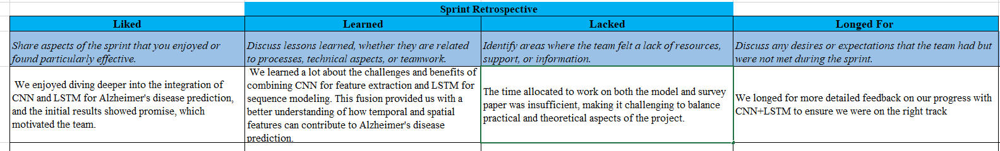 Sprint Retrospective
Liked
Learned
Lacked
Longed For
Share aspects of the sprint that you enjoyed or
found particularly effective.
Discuss lessons learned, whether they are related
to processes, technical aspects, or teamwork.
Identify areas where the team felt a lack of resources,
support, or information.
Discuss any desires or expectations that the team had but
were not met during the sprint.
We enjoyed diving deeper into the integration of
CNN and LSTM for Alzheimer's disease prediction,
and the initial results showed promise, which
motivated the team.
We learned a lot about the challenges and benefits of
combining CNN for feature extraction and LSTM for
sequence modeling. This fusion provided us with a
better understanding of how temporal and spatial
features can contribute to Alzheimer's disease
prediction.
The time allocated to work on both the model and survey
paper was insufficient, making it challenging to balance
practical and theoretical aspects of the project.
We longed for more detailed feedback on our progress with
CNN+LSTM to ensure we were on the right track